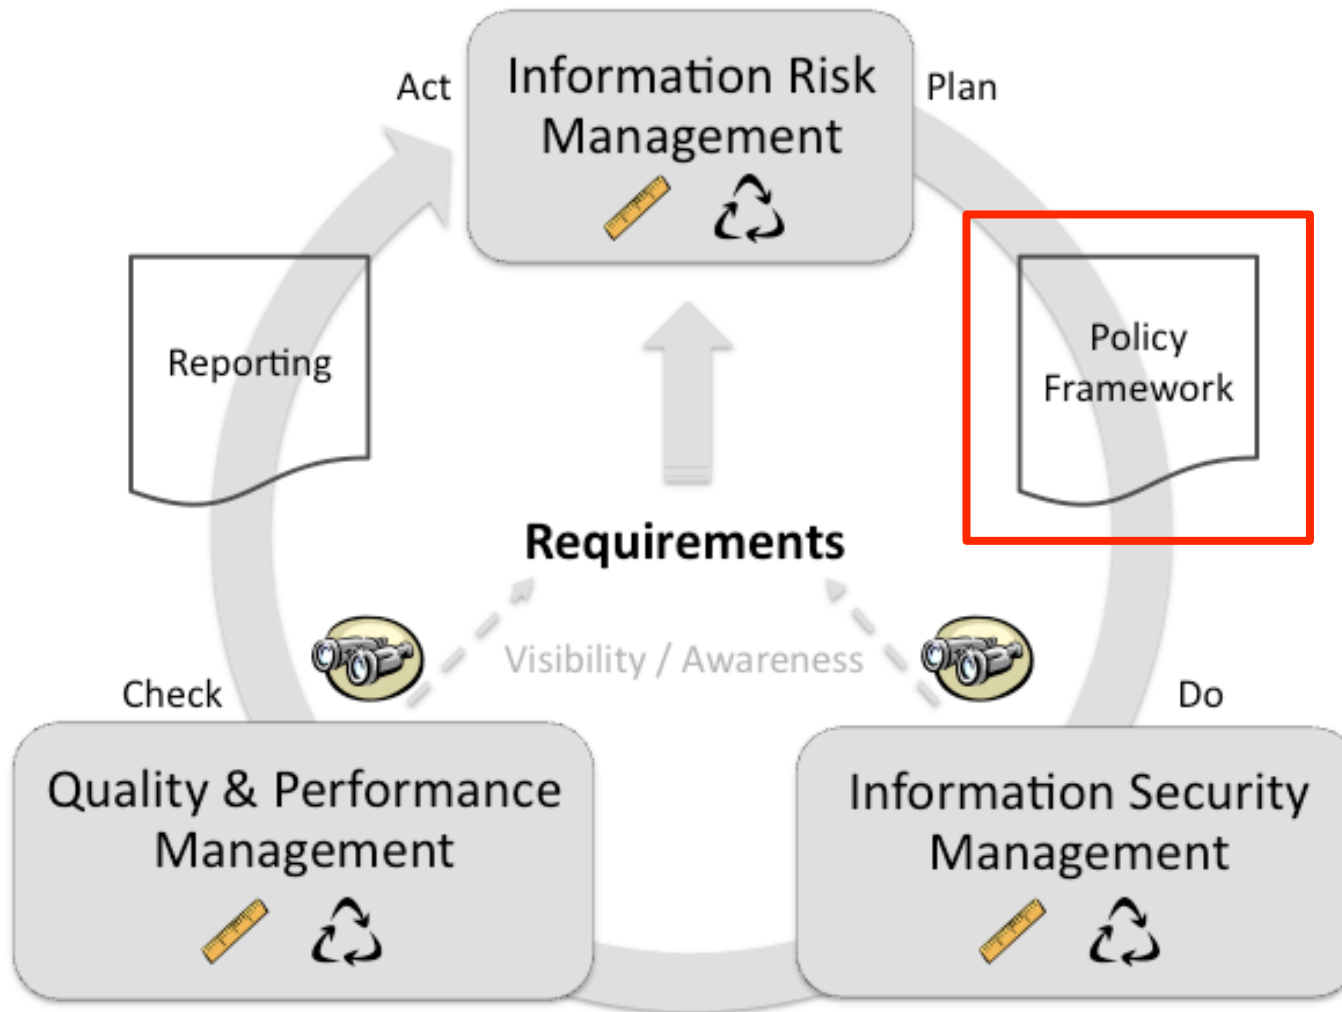 Act
Information Risk
Management
Plan
Reporting
Policy
Framework
Requirements
Visibility / Awareness
Check
Do
Quality & Performance
Management
Information Security
Management